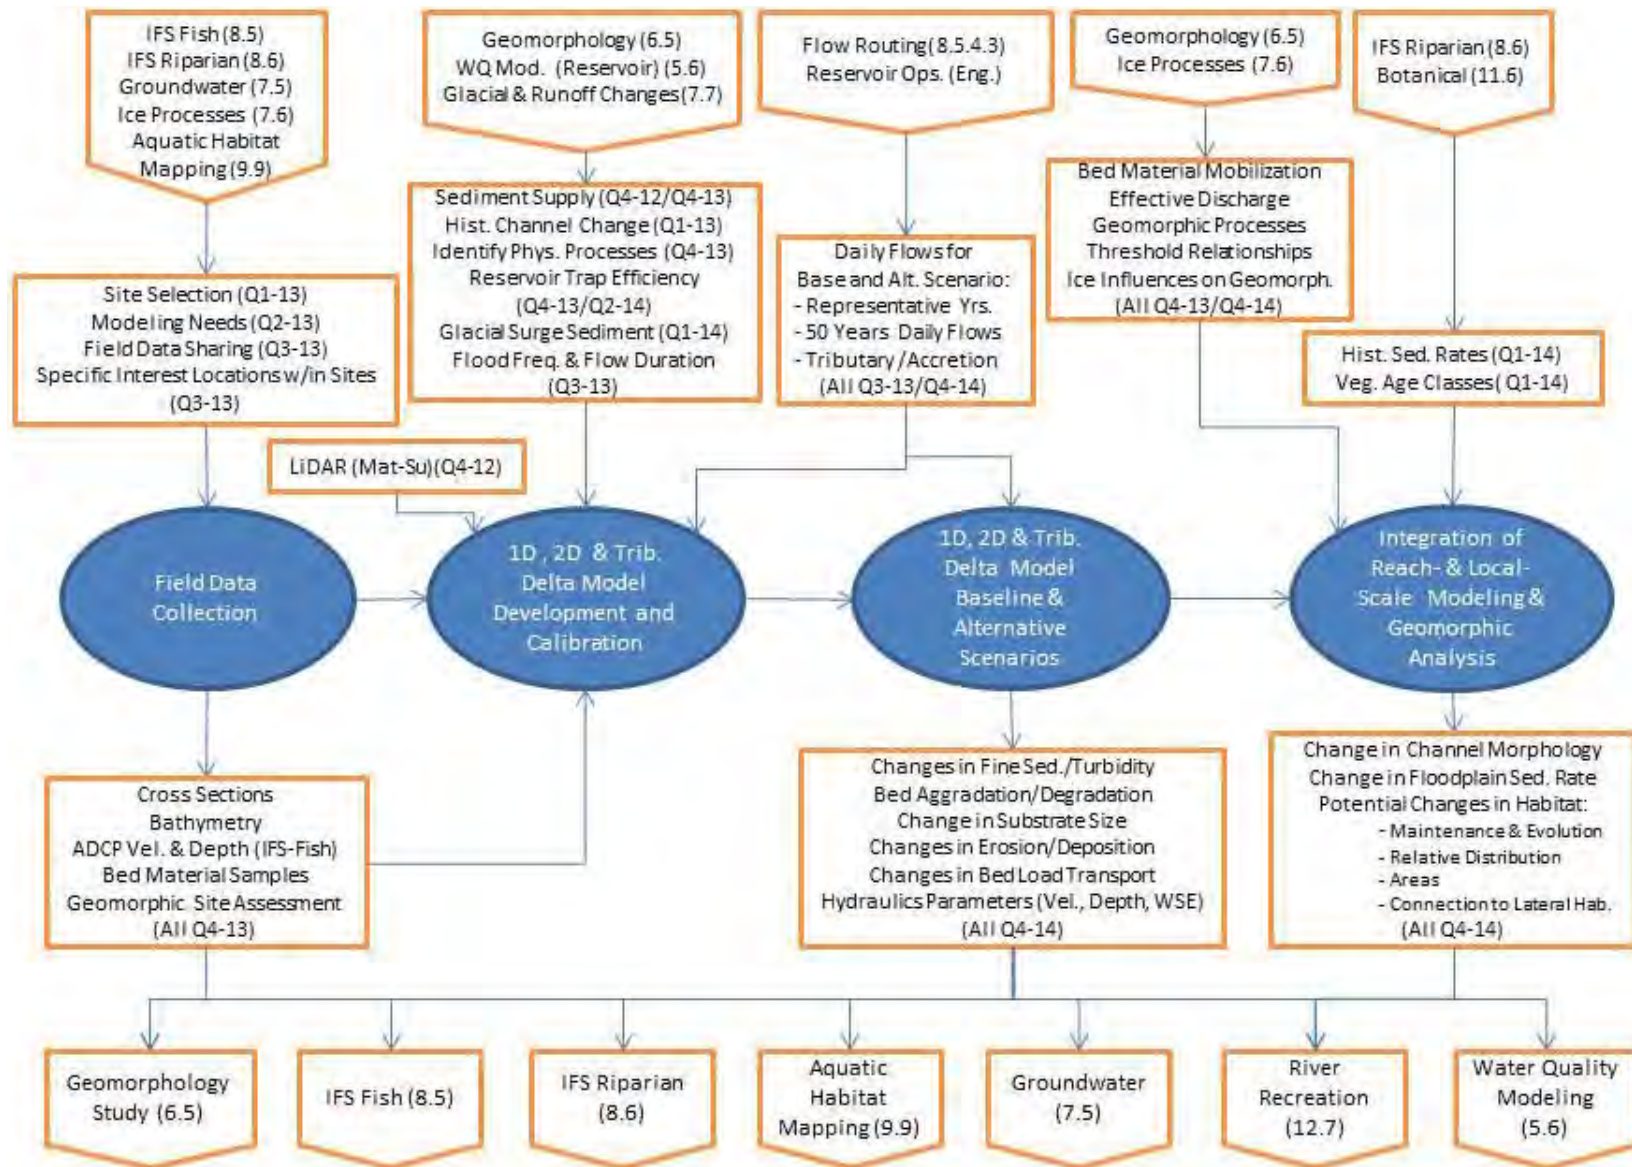 IFS Fish (8.5)
IFS Riparian (8.6)
Groundwater (7.5)
Ice Processes (7.6)
Aquatic Habitat
Mapping (9.9)
Geomorphology (6.5)
WQ Mod. (Reservoir) (5.6)
Glacial & Runoff Changes (7.7)
Flow Routing (8.5.4.3)
Reservoir Ops. (Eng.)
Geomorphology (6.5)
Ice Processes (7.6)
IFS Riparian (8.6)
Botanical (11.6)
Site Selection (Q1-13)
Modeling Needs (Q2-13)
Field Data Sharing (Q3-13)
Specific Interest Locations w/in Sites
(Q3-13)
Sediment Supply (Q4-12/Q4-13)
Hist. Channel Change (Q1-13)
Identify Phys. Processes (Q4-13)
Reservoir Trap Efficiency
(Q4-13/Q2-14)
Glacial Surge Sediment (Q1-14)
Flood Freq. & Flow Duration
(Q3-13)
Daily Flows for
Base and Alt. Scenario:
- Representative Yrs.
- 50 Years Daily Flows
- Tributary/Accretion
(All Q3-13/Q4-14)
Bed Material Mobilization
Effective Discharge
Geomorphic Processes
Threshold Relationships
Ice Influences on Geomorph.
(All Q4-13/Q4-14)
Hist. Sed. Rates (Q1-14)
Veg. Age Classes( Q1-14)
LiDAR (Mat-Su)(Q4-12)
Field Data
Collection
1D , 2D & Trib.
Delta Model
Development and
Calibration
1D, 2D & Trib.
Delta Model
Baseline &
Alternative
Scenarios
Integration of
Reach- & Local-
Scale Modeling &
Geomorphic
Analysis
Cross Sections
Bathymetry
ADCP Vel. & Depth (IFS-Fish)
Bed Material Samples
Geomorphic Site Assessment
(All Q4-13)
Changes in Fine Sed./Turbidity
Bed Aggradation/Degradation
Change in Substrate Size
Changes in Erosion/Deposition
Changes in Bed Load Transport
Hydraulics Parameters (Vel., Depth, WSE)
(All Q4-14)
Change in Channel Morphology
Change in Floodplain Sed. Rate
Potential Changes in Habitat:
- Maintenance & Evolution
- Relative Distribution
- Areas
- Connection to Lateral Hab.
(All Q4-14)
Geomorphology
Study (6.5)
IFS Fish (8.5)
IFS Riparian
(8.6)
Aquatic
Habitat
Mapping (9.9)
Groundwater
(7.5)
River
Recreation
(12.7)
Water Quality
Modeling
(5.6)